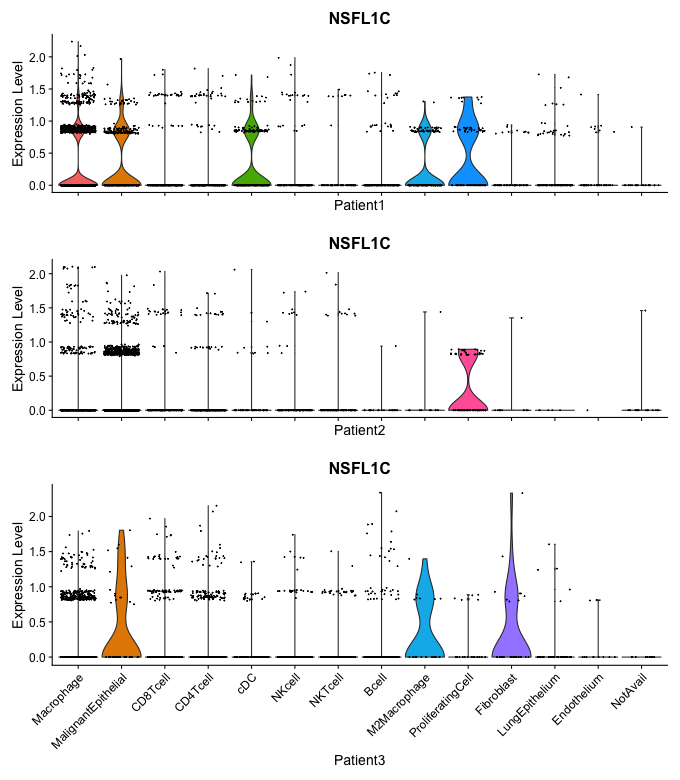 NSFL1C
Expression Level
2.0
1.5
1.0
0.5
0.0
Patient1
NSFL1C
Expression Level
2.0
1.5
1.0
0.5
0.0
Patient2
NSFL1C
Expression Level
2.0
1.5
1.0
0.5
0.0
Macrophage
MalignantEpithelial
CD8Tcell
CD4Tcell
cDC
NKcell
NKTcell
Bcell
M2Macrophage
ProliferatingCell
Fibroblast
LungEpithelium
Endothelium
NotAvail
Patient3